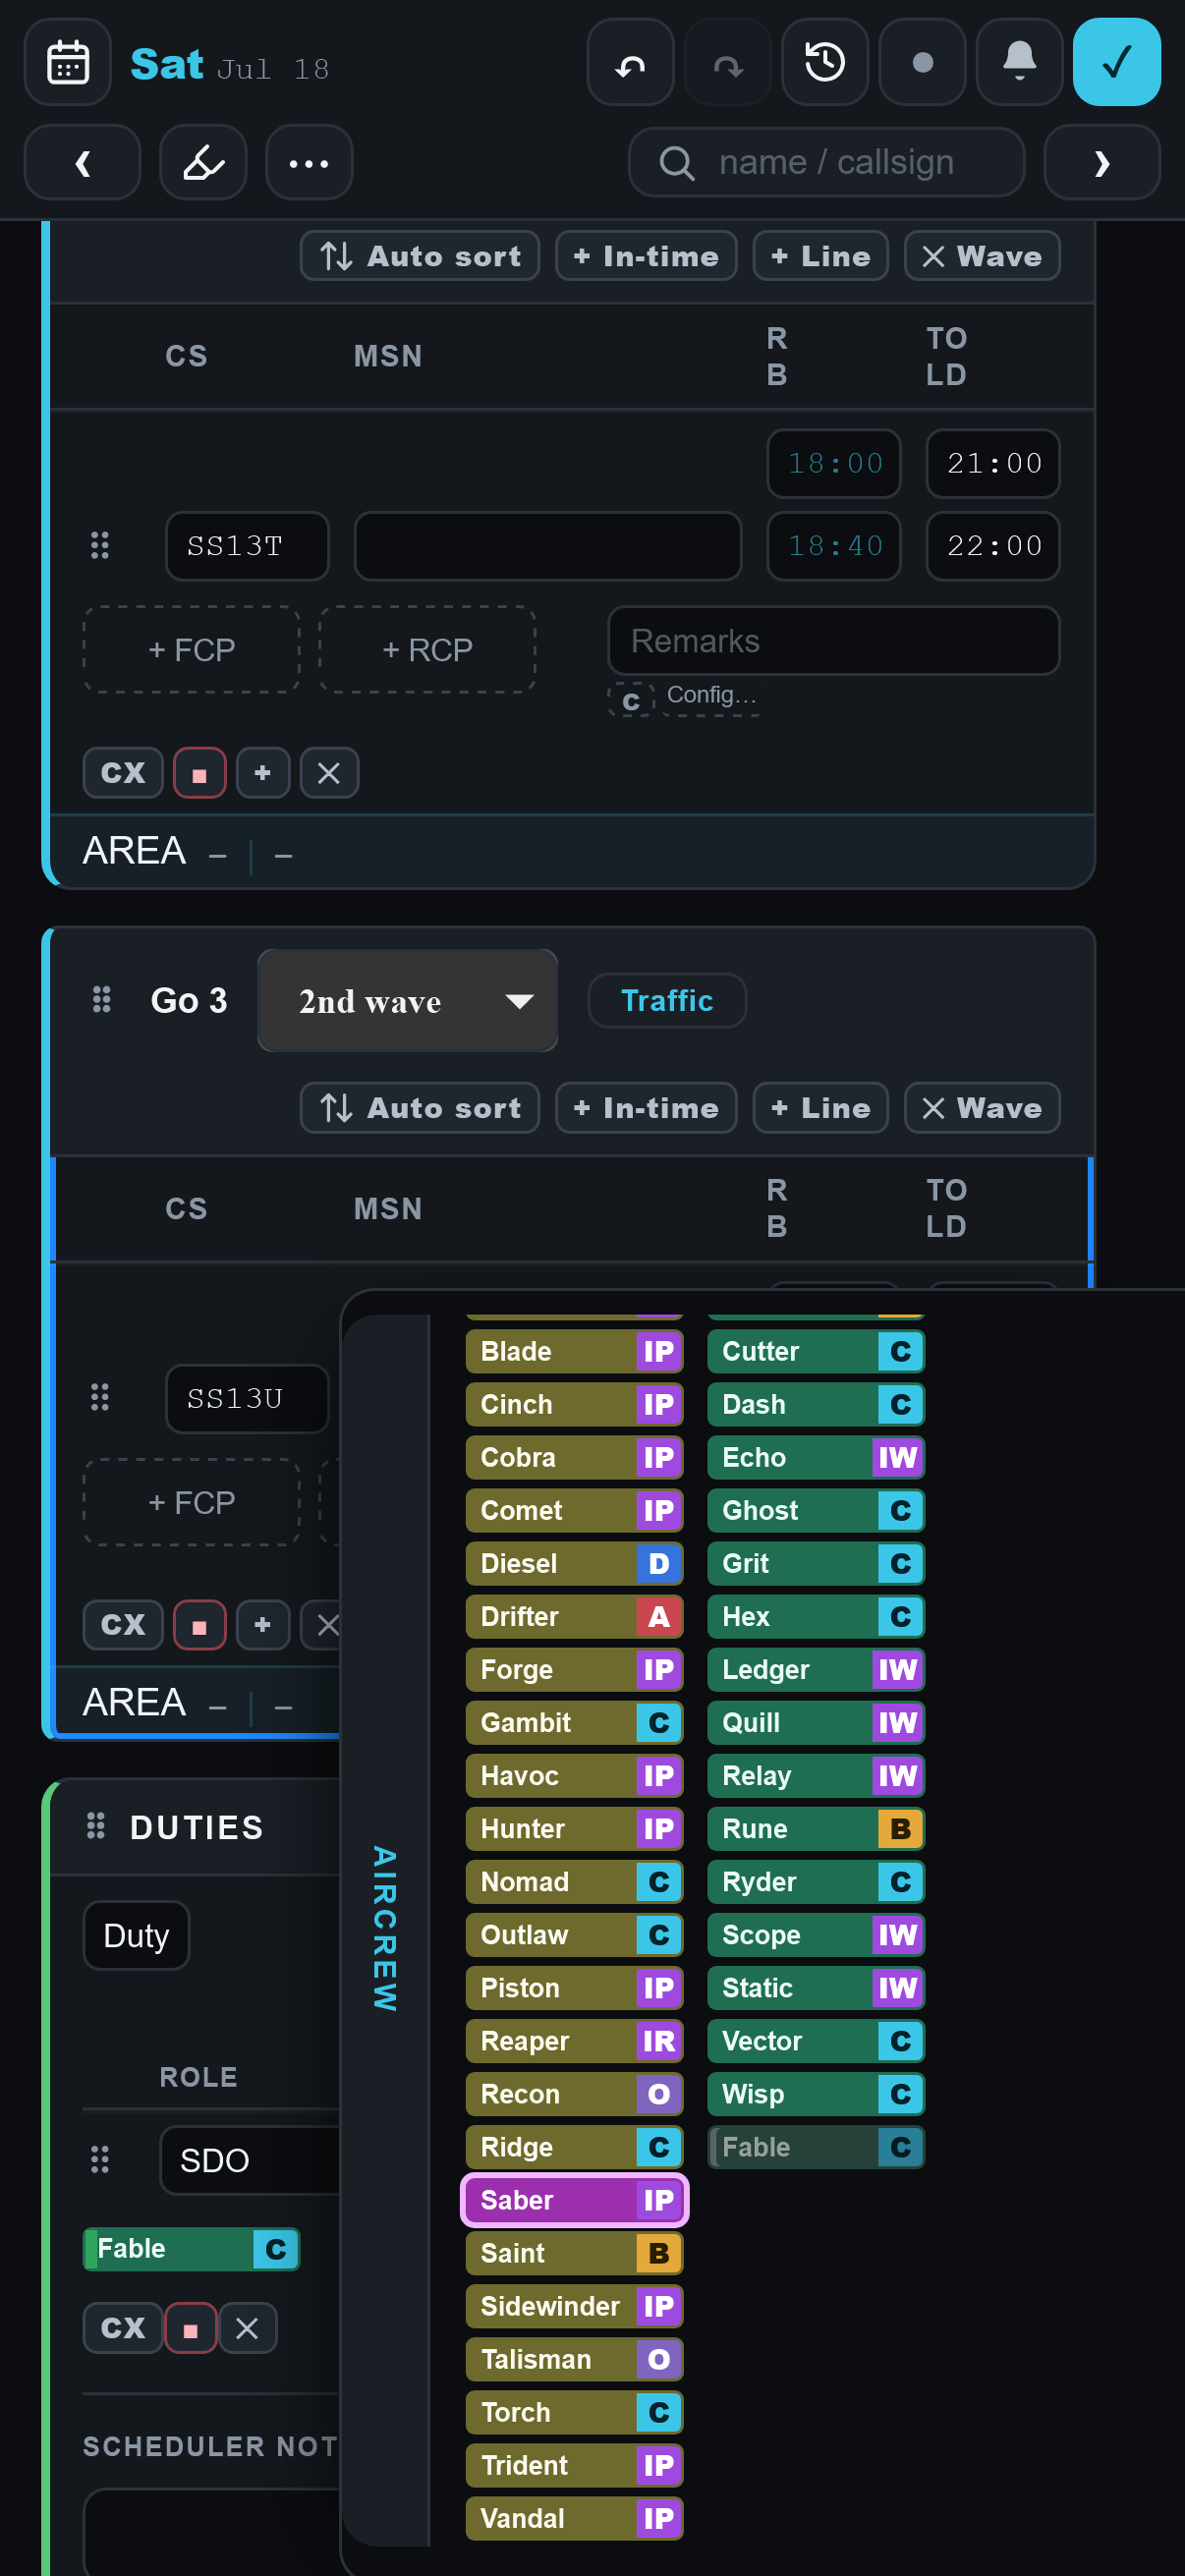 Sat Jul 18
name / callsign
Auto sort + In-time + Line × Wave
CS MSN R B TO LD
18:00 21:00
SS13T 18:40 22:00
+ FCP + RCP Remarks
C Config...
CX + ×
AREA – | –
Go 3 2nd wave Traffic
Auto sort + In-time + Line × Wave
CS MSN R B TO LD
SS13U
+ FCP
CX + ×
AREA – | –
DUTIES
Duty
ROLE
SDO
Fable C
CX ×
SCHEDULER NOT
AIRCREW
Blade IP
Cinch IP
Cobra IP
Comet IP
Diesel D
Drifter A
Forge IP
Gambit C
Havoc IP
Hunter IP
Nomad C
Outlaw C
Piston IP
Reaper IR
Recon O
Ridge C
Saber IP
Saint B
Sidewinder IP
Talisman O
Torch C
Trident IP
Vandal IP
Cutter C
Dash C
Echo IW
Ghost C
Grit C
Hex C
Ledger IW
Quill IW
Relay IW
Rune B
Ryder C
Scope IW
Static IW
Vector C
Wisp C
Fable C